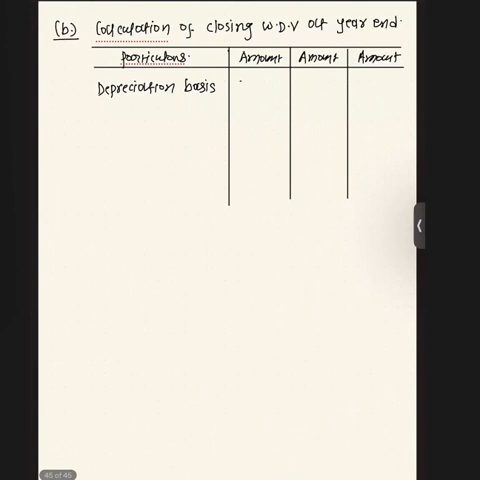 (b.) Calculation of closing W.D.V at year end.
particulars. Amount Amount Amount
Depreciation basis
45 of 45